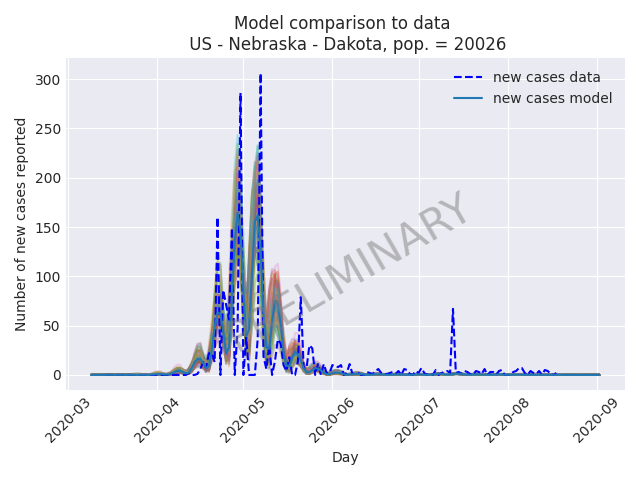 Model comparison to data
US - Nebraska - Dakota, pop. = 20026
Number of new cases reported
300
250
200
150
100
50
0
new cases data
new cases model
2020-03
2020-04
2020-05
2020-06
2020-07
2020-08
2020-09
Day